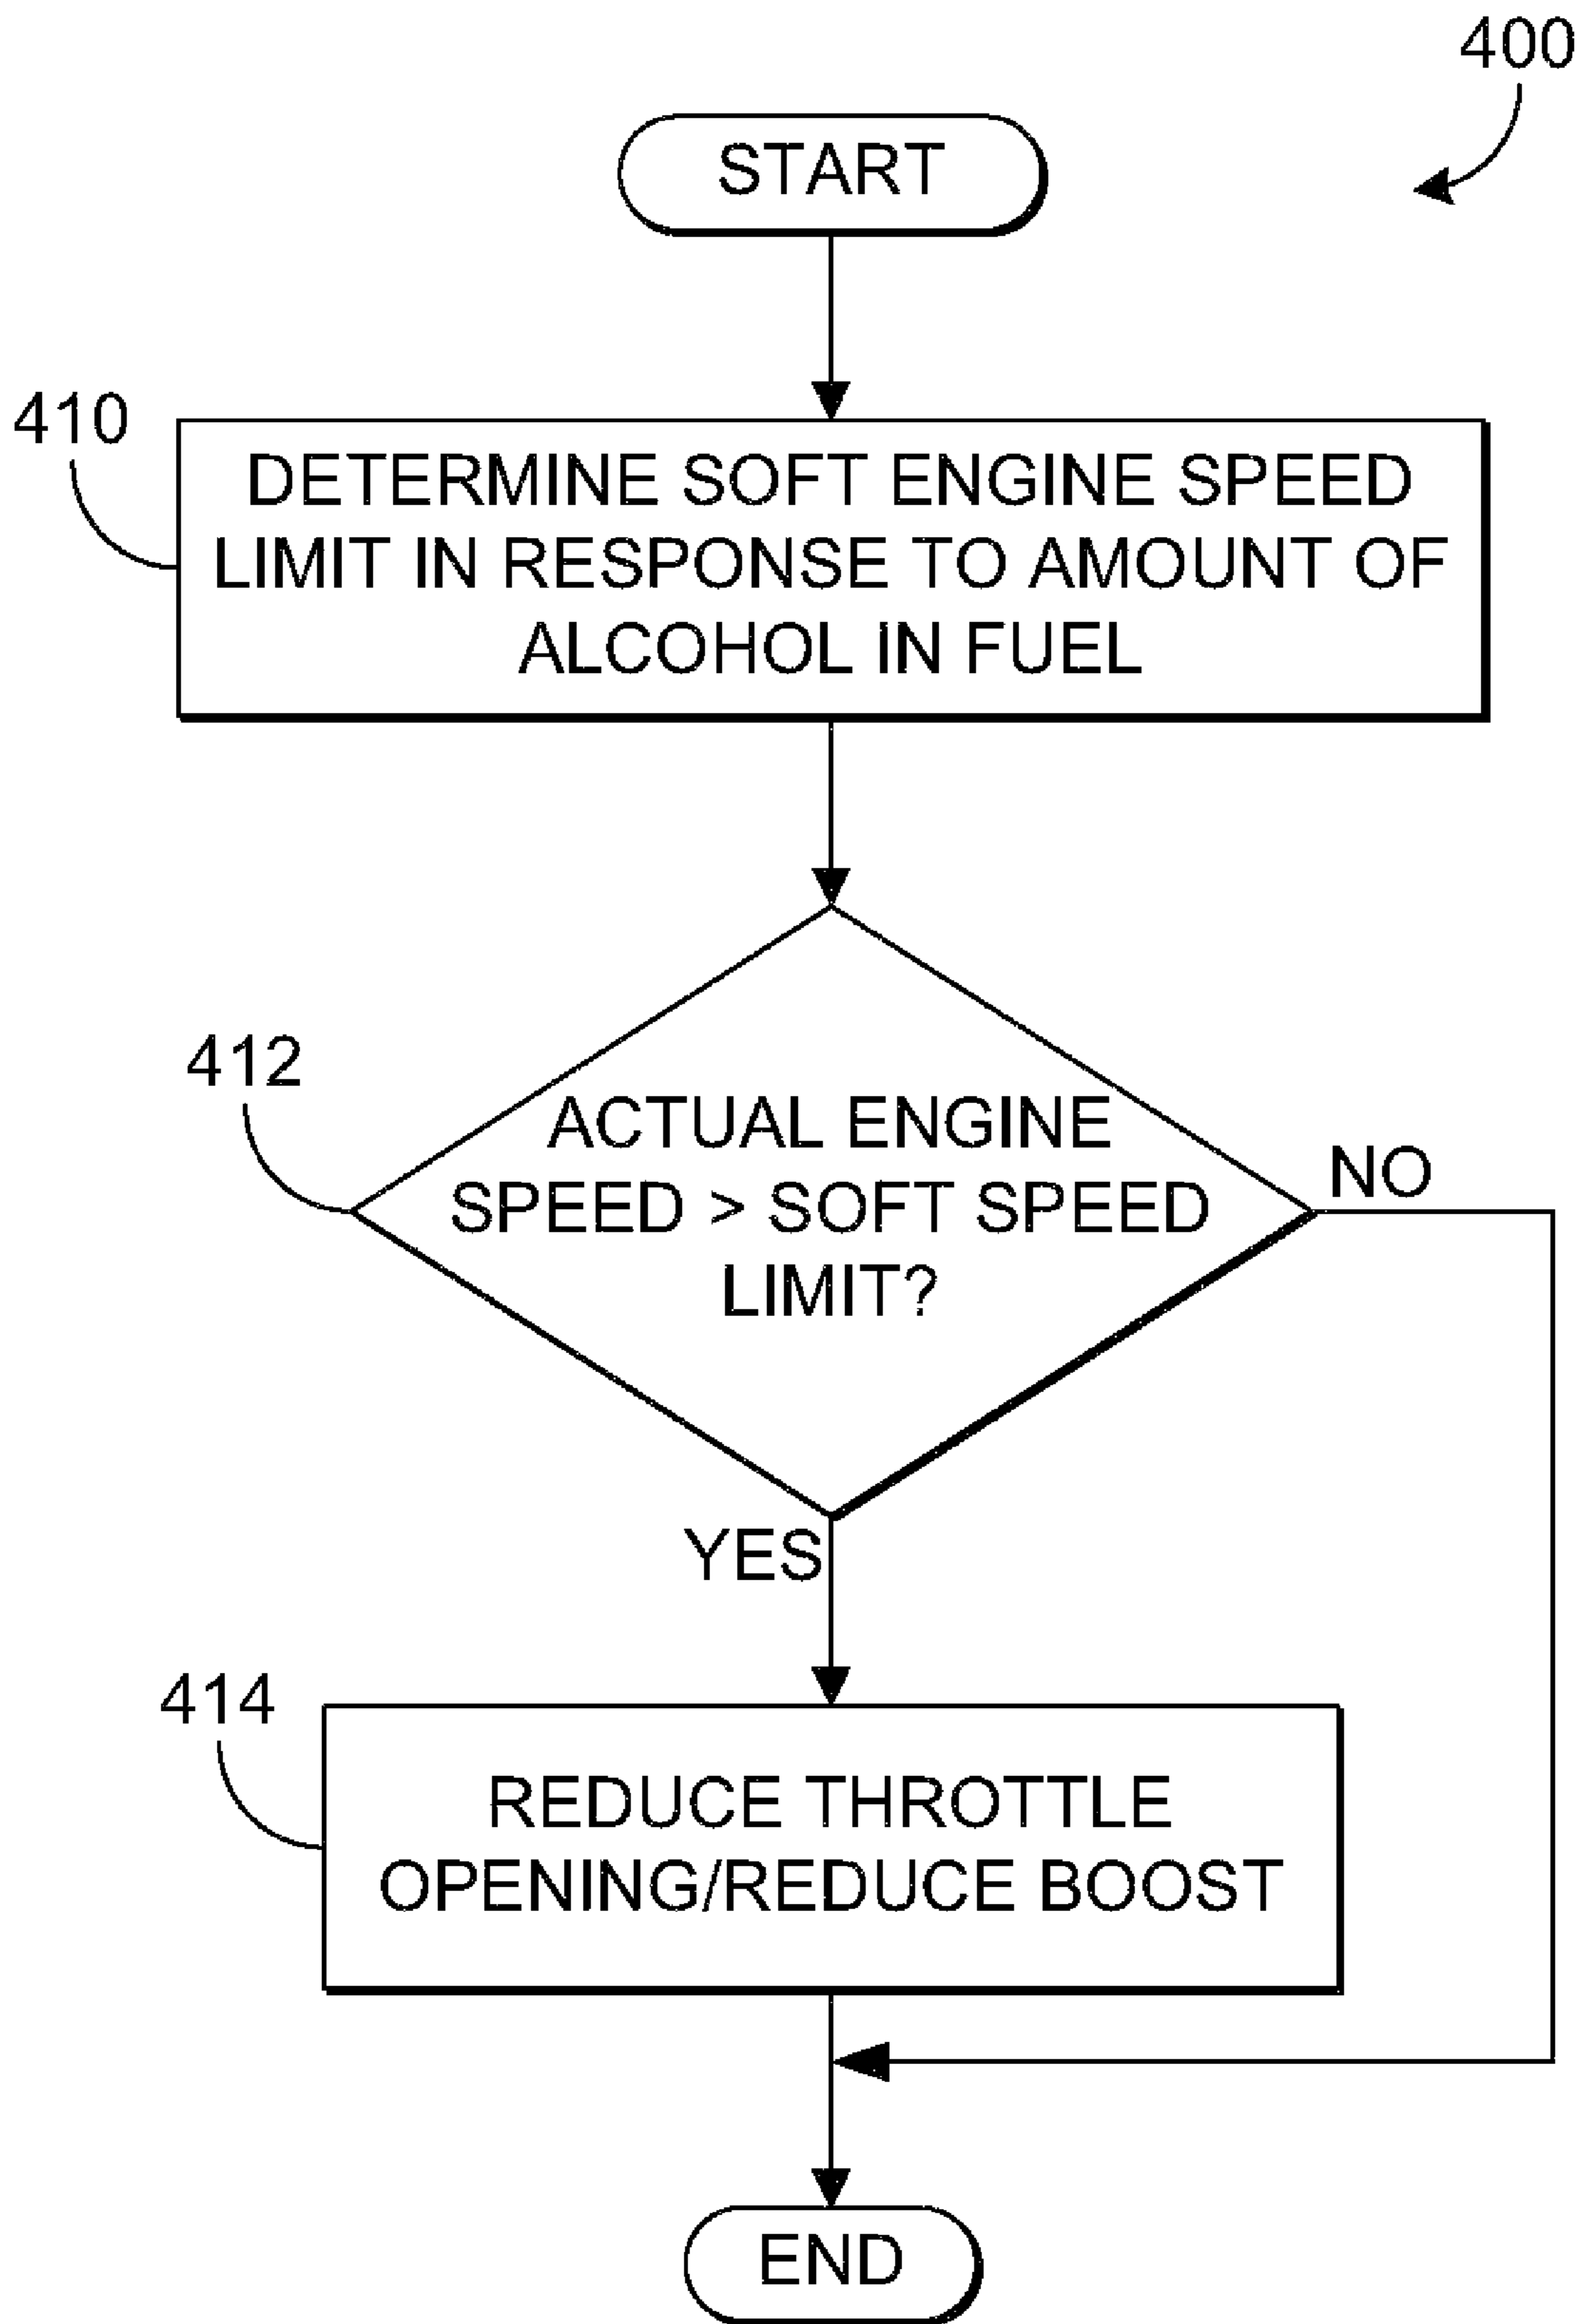 400
START
410
DETERMINE SOFT ENGINE SPEED
LIMIT IN RESPONSE TO AMOUNT OF
ALCOHOL IN FUEL
412
ACTUAL ENGINE
SPEED > SOFT SPEED
LIMIT?
NO
YES
414
REDUCE THROTTLE
OPENING/REDUCE BOOST
END